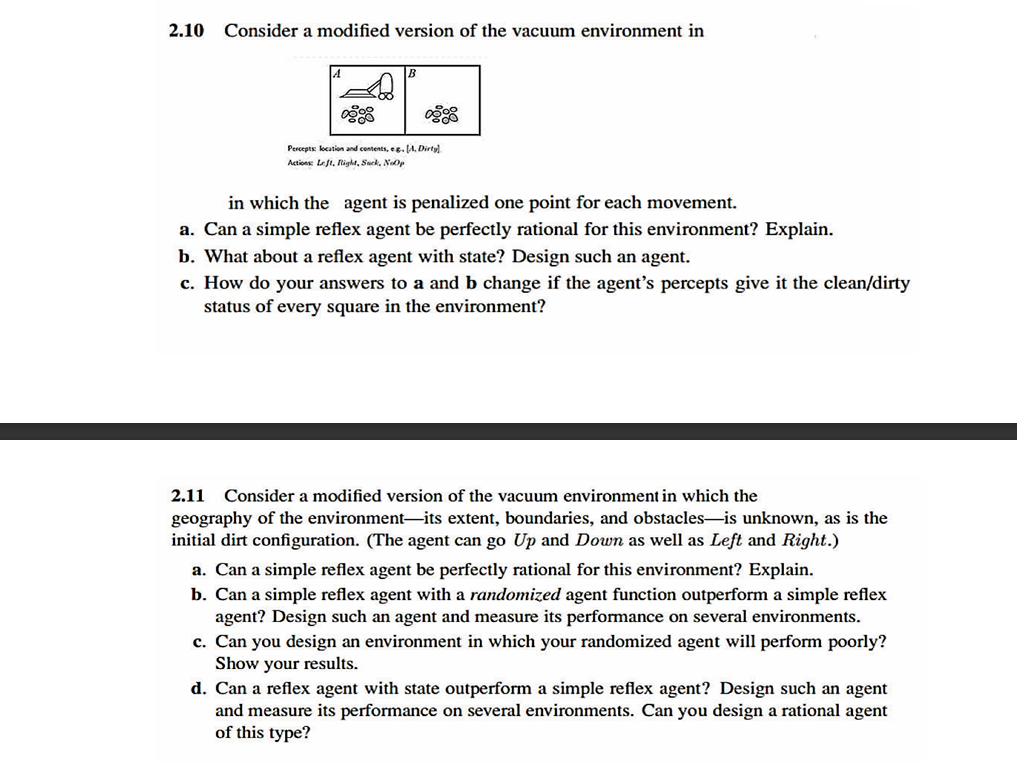 2.10 Consider a modified version of the vacuum environment in
A B
Percepts: location and contents, e.g., [A, Dirty]
Actions: Left, Right, Suck, NoOp
in which the agent is penalized one point for each movement.
a. Can a simple reflex agent be perfectly rational for this environment? Explain.
b. What about a reflex agent with state? Design such an agent.
c. How do your answers to a and b change if the agent's percepts give it the clean/dirty
status of every square in the environment?
2.11 Consider a modified version of the vacuum environment in which the
geography of the environment—its extent, boundaries, and obstacles—is unknown, as is the
initial dirt configuration. (The agent can go Up and Down as well as Left and Right.)
a. Can a simple reflex agent be perfectly rational for this environment? Explain.
b. Can a simple reflex agent with a randomized agent function outperform a simple reflex
agent? Design such an agent and measure its performance on several environments.
c. Can you design an environment in which your randomized agent will perform poorly?
Show your results.
d. Can a reflex agent with state outperform a simple reflex agent? Design such an agent
and measure its performance on several environments. Can you design a rational agent
of this type?